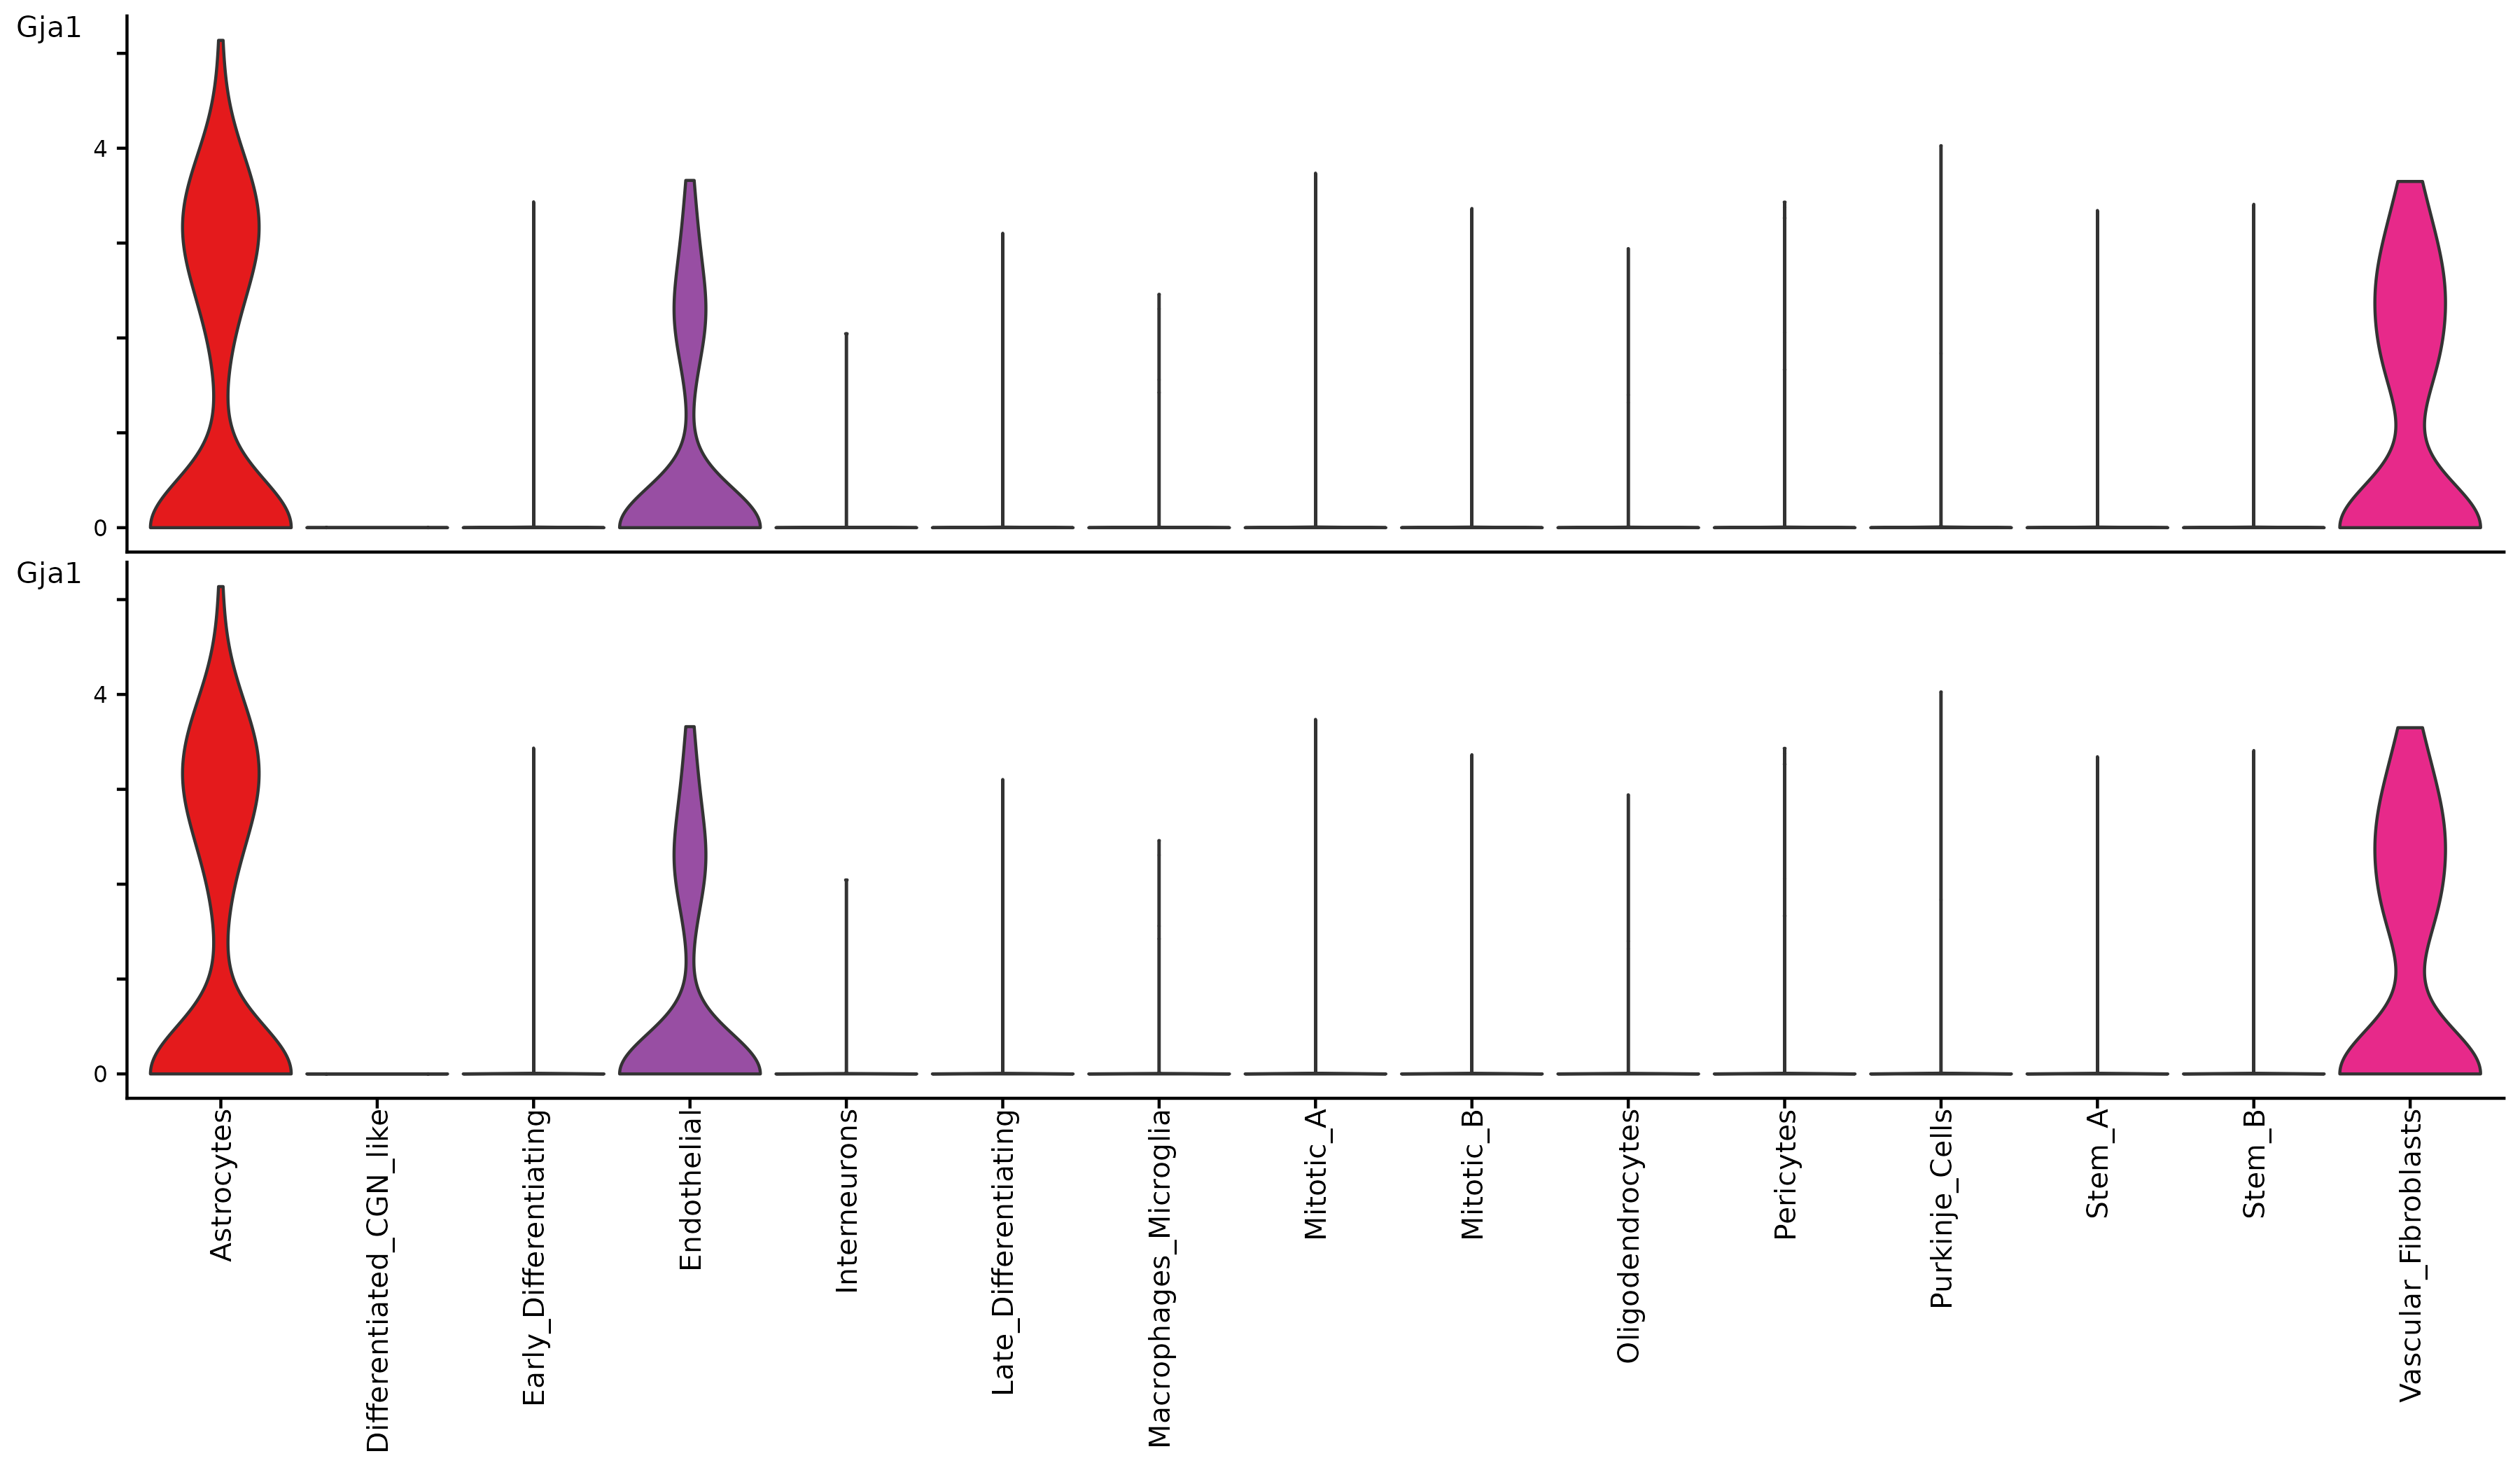 Gja1
4
0
Gja1
4
0
Astrocytes
Differentiated_CGN_like
Early_Differentiating
Endothelial
Interneurons
Late_Differentiating
Macrophages_Microglia
Mitotic_A
Mitotic_B
Oligodendrocytes
Pericytes
Purkinje_Cells
Stem_A
Stem_B
Vascular_Fibroblasts